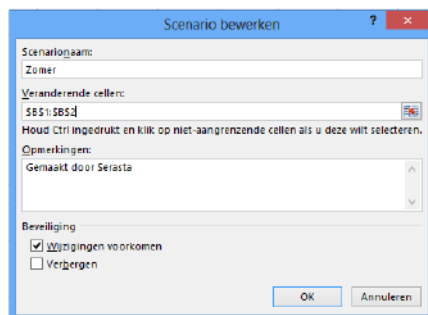 Scenario bewerken ? ×
Scenarionaam:
Zomer
Veranderende cellen:
$B$1:$B$2
Houd Ctrl ingedrukt en klik op niet-aangrenzende cellen als u deze wilt selecteren.
Opmerkingen:
Gemaakt door Serasta
Beveiliging
Wijzigingen voorkomen
Verbergen
OK Annuleren